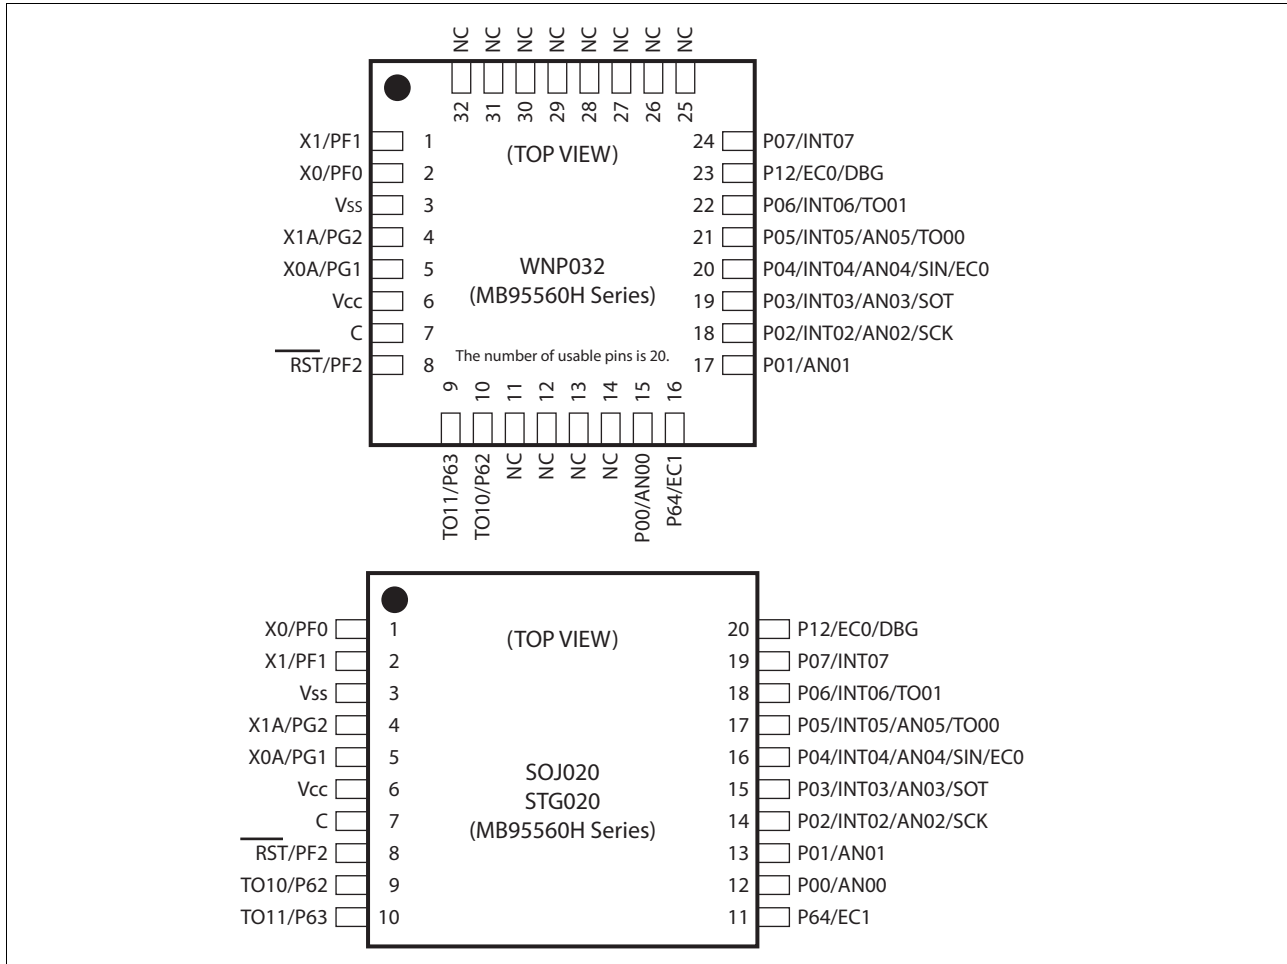 NC NC NC NC NC NC NC NC
32 31 30 29 28 27 26 25
X1/PF1 1 (TOP VIEW) 24 P07/INT07
X0/PF0 2 23 P12/EC0/DBG
Vss 3 22 P06/INT06/TO01
X1A/PG2 4 21 P05/INT05/AN05/TO00
X0A/PG1 5 WNP032 20 P04/INT04/AN04/SIN/EC0
Vcc 6 (MB95560H Series) 19 P03/INT03/AN03/SOT
C 7 18 P02/INT02/AN02/SCK
RST/PF2 8 The number of usable pins is 20. 17 P01/AN01
9 10 11 12 13 14 15 16
TO11/P63 TO10/P62 NC NC NC NC P00/AN00 P64/EC1
X0/PF0 1 (TOP VIEW) 20 P12/EC0/DBG
X1/PF1 2 19 P07/INT07
Vss 3 18 P06/INT06/TO01
X1A/PG2 4 17 P05/INT05/AN05/TO00
X0A/PG1 5 SOJ020 16 P04/INT04/AN04/SIN/EC0
Vcc 6 STG020 15 P03/INT03/AN03/SOT
C 7 (MB95560H Series) 14 P02/INT02/AN02/SCK
RST/PF2 8 13 P01/AN01
TO10/P62 9 12 P00/AN00
TO11/P63 10 11 P64/EC1